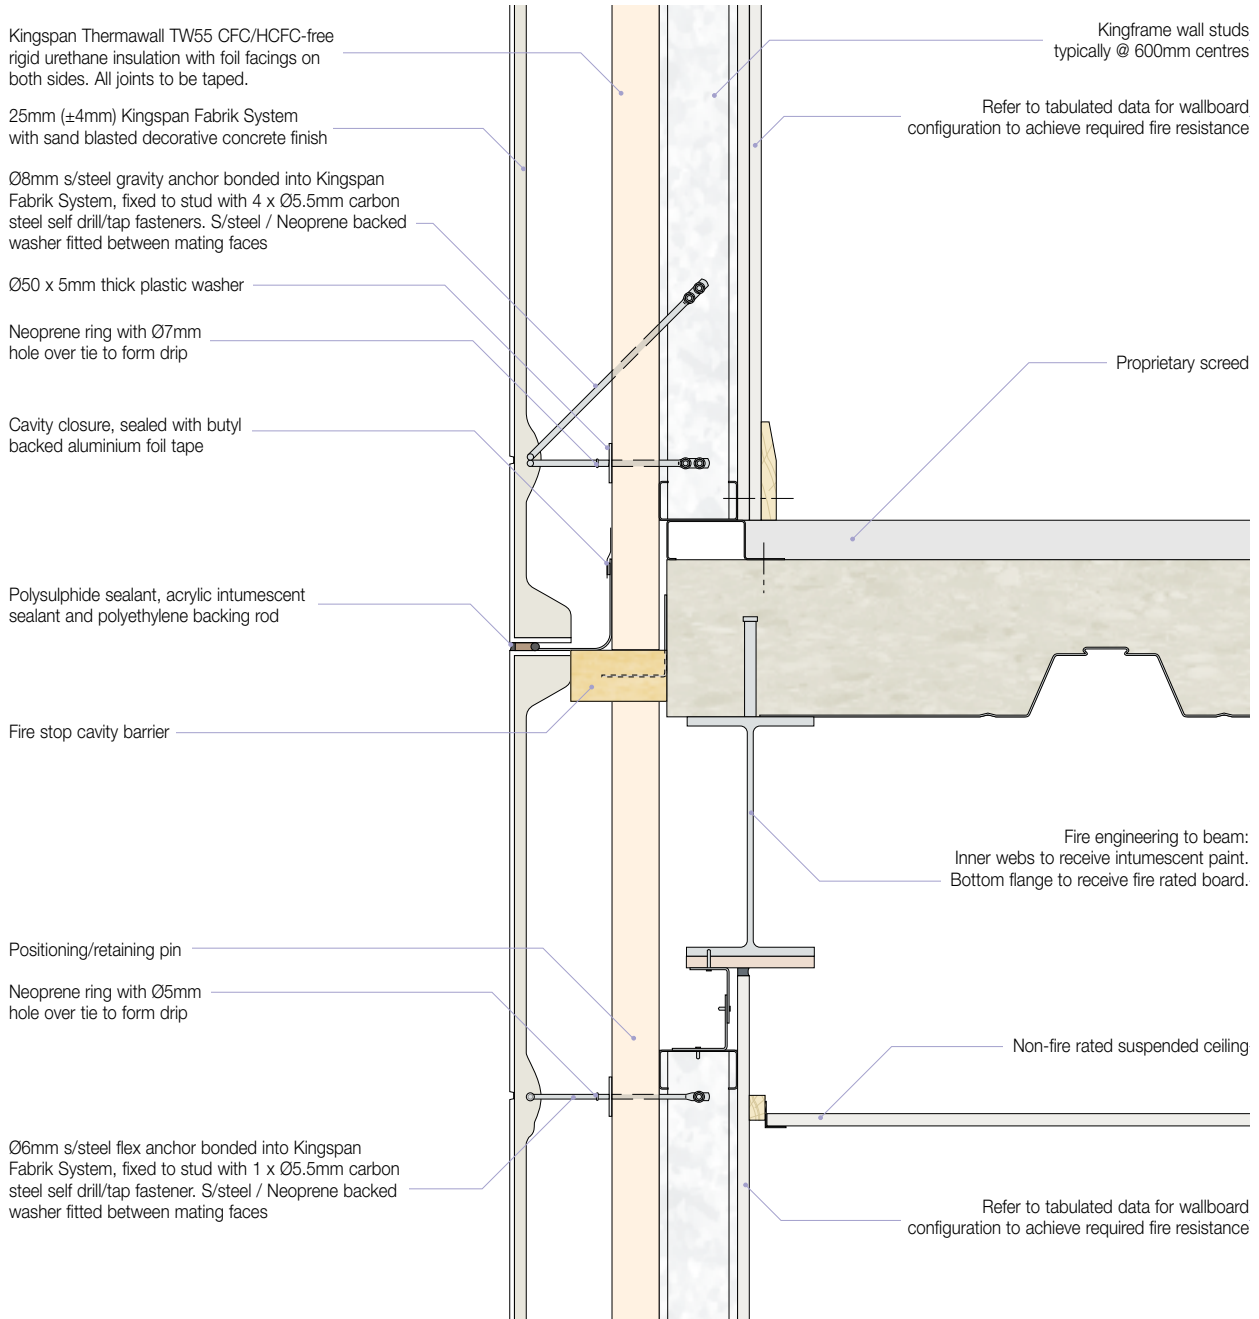 Kingspan Thermawall TW55 CFC/HCFC-free
rigid urethane insulation with foil facings on
both sides. All joints to be taped.
25mm (±4mm) Kingspan Fabrik System
with sand blasted decorative concrete finish
Ø8mm s/steel gravity anchor bonded into Kingspan
Fabrik System, fixed to stud with 4 x Ø5.5mm carbon
steel self drill/tap fasteners. S/steel / Neoprene backed
washer fitted between mating faces
Ø50 x 5mm thick plastic washer
Neoprene ring with Ø7mm
hole over tie to form drip
Cavity closure, sealed with butyl
backed aluminium foil tape
Polysulphide sealant, acrylic intumescent
sealant and polyethylene backing rod
Fire stop cavity barrier
Positioning/retaining pin
Neoprene ring with Ø5mm
hole over tie to form drip
Ø6mm s/steel flex anchor bonded into Kingspan
Fabrik System, fixed to stud with 1 x Ø5.5mm carbon
steel self drill/tap fastener. S/steel / Neoprene backed
washer fitted between mating faces
Kingframe wall studs,
typically @ 600mm centres
Refer to tabulated data for wallboard
configuration to achieve required fire resistance
Proprietary screed
Fire engineering to beam:
Inner webs to receive intumescent paint.
Bottom flange to receive fire rated board.
Non-fire rated suspended ceiling
Refer to tabulated data for wallboard
configuration to achieve required fire resistance